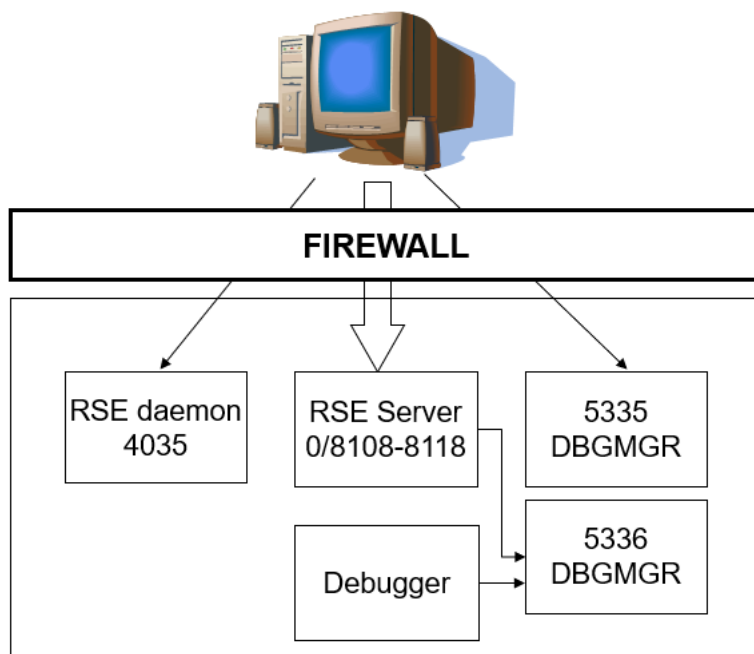 FIREWALL
RSE daemon
4035
RSE Server
0/8108-8118
5335
DBGMGR
Debugger
5336
DBGMGR